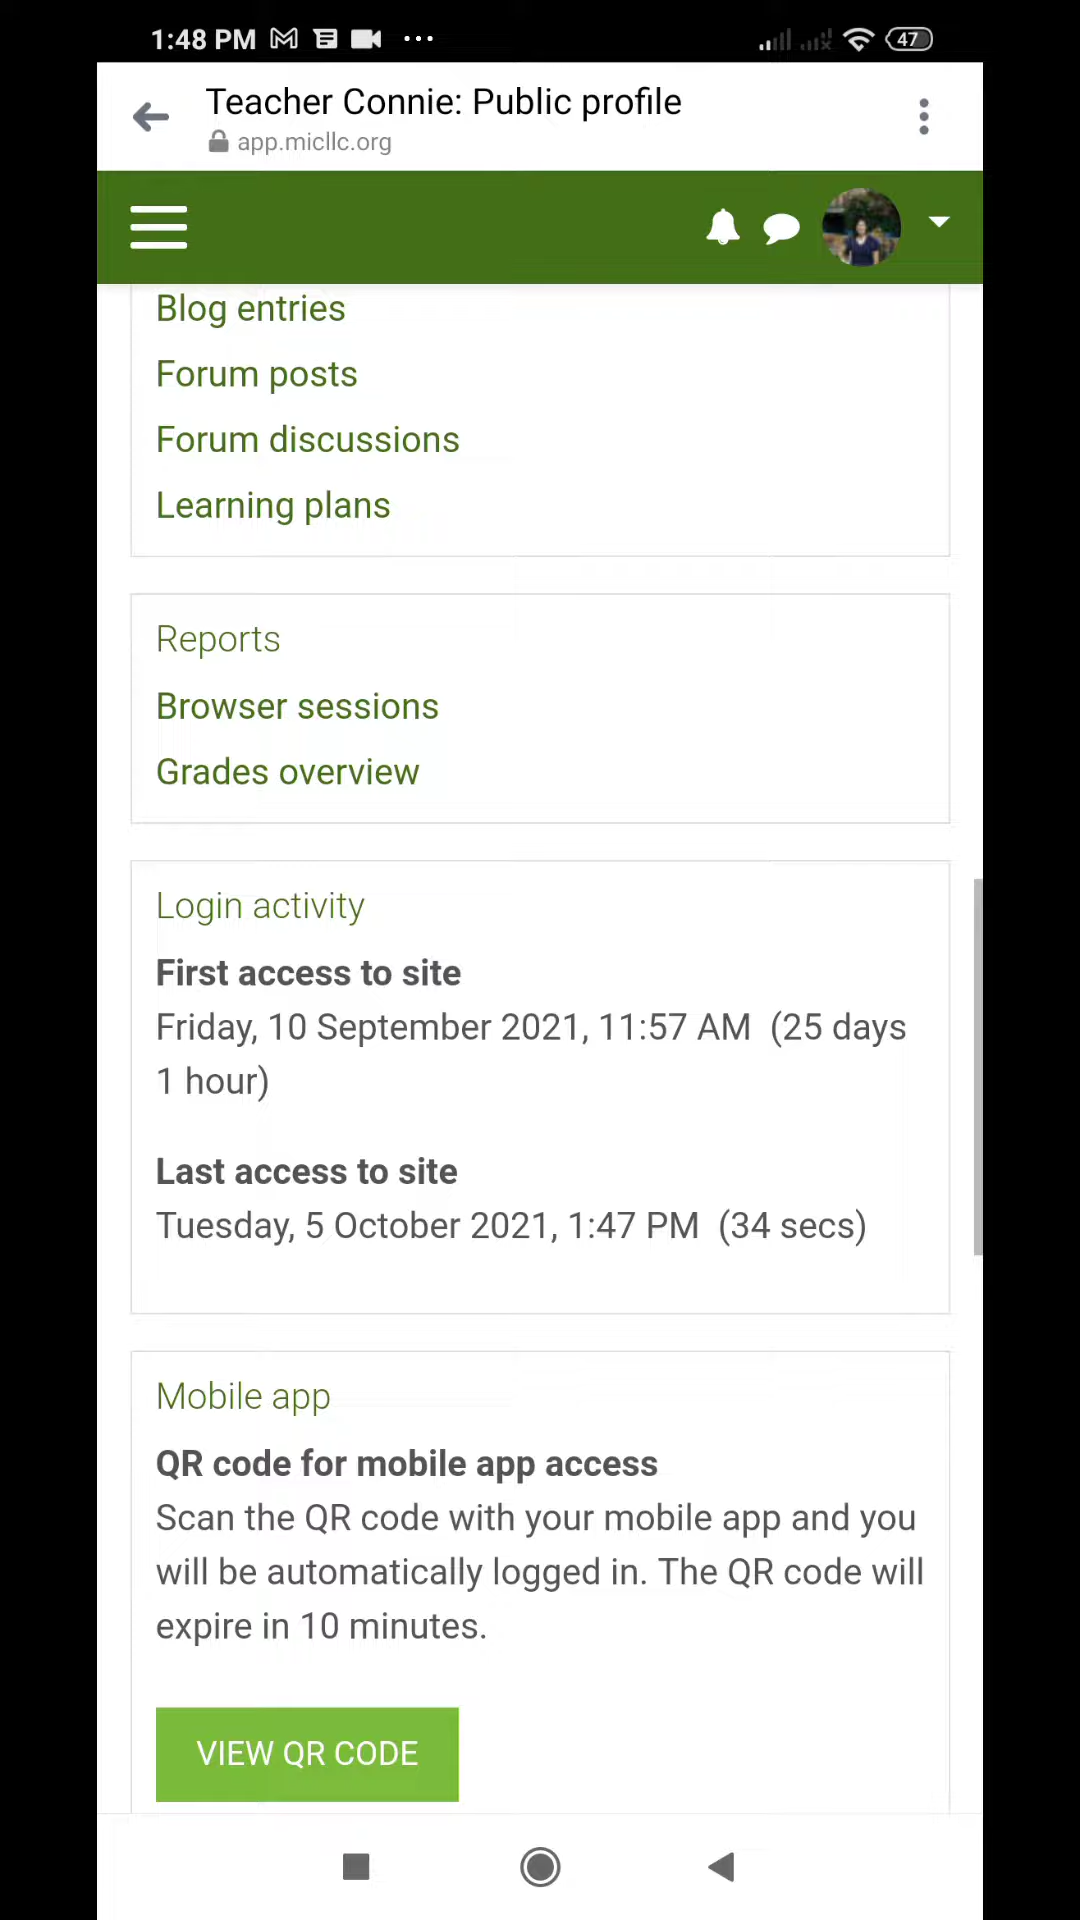 1:48 PM
47
Teacher Connie: Public profile
app.micllc.org
Blog entries
Forum posts
Forum discussions
Learning plans
Reports
Browser sessions
Grades overview
Login activity
First access to site
Friday, 10 September 2021, 11:57 AM (25 days
1 hour)
Last access to site
Tuesday, 5 October 2021, 1:47 PM (34 secs)
Mobile app
QR code for mobile app access
Scan the QR code with your mobile app and you
will be automatically logged in. The QR code will
expire in 10 minutes.
VIEW QR CODE